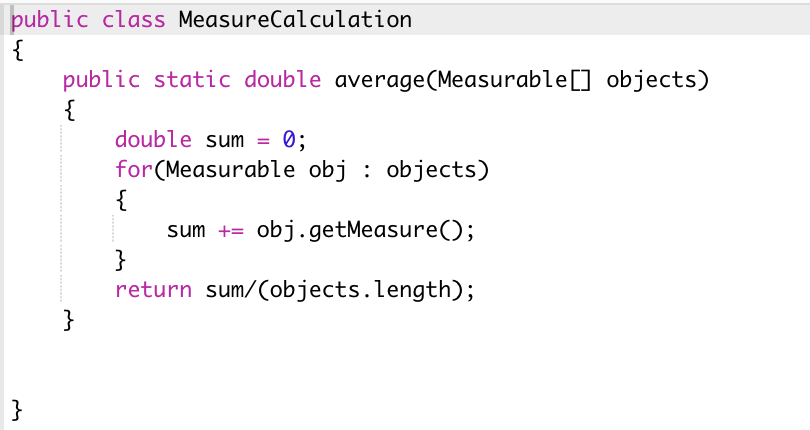 public class MeasureCalculation
{
    public static double average(Measurable[] objects)
    {
        double sum = 0;
        for(Measurable obj : objects)
        {
            sum += obj.getMeasure();
        }
        return sum/(objects.length);
    }
}